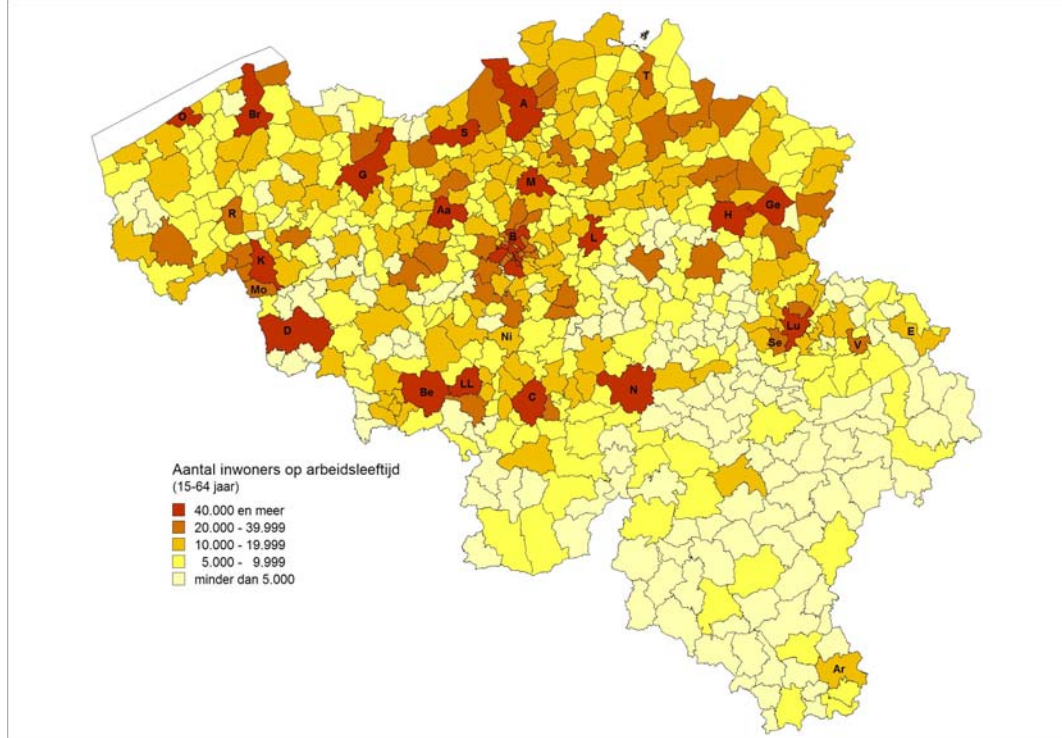 T
A
O
Br
S
G
M
Aa
Ge
H
R
B
L
K
Mo
D
Lu
E
Ni
Se
V
Be
LL
C
N
Aantal inwoners op arbeidsleeftijd
(15-64 jaar)
40.000 en meer
20.000 - 39.999
10.000 - 19.999
5.000 - 9.999
minder dan 5.000
Ar